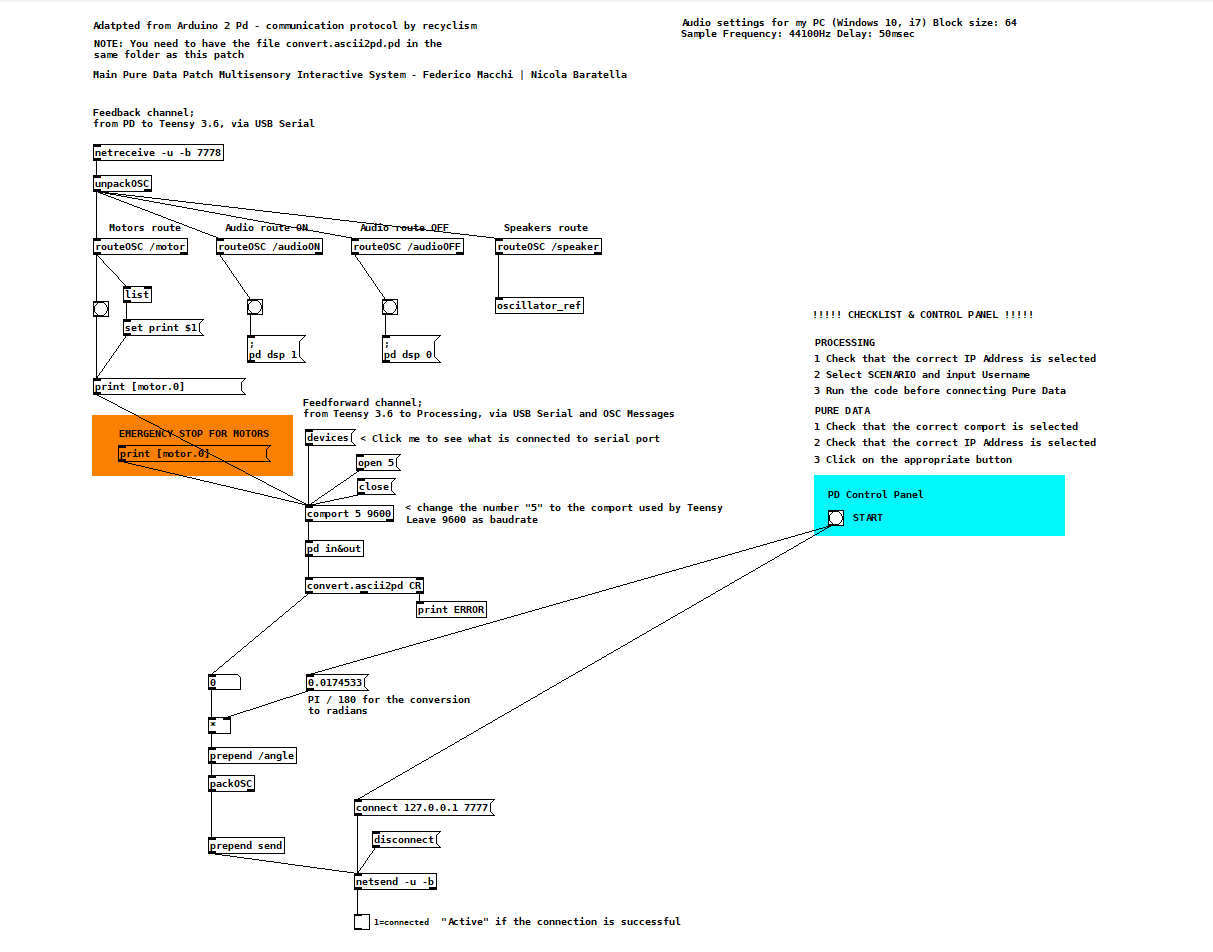 Adatpted from Arduino 2 Pd - communication protocol by recyclism
NOTE: You need to have the file convert.ascii2pd.pd in the
same folder as this patch
Main Pure Data Patch Multisensory Interactive System - Federico Macchi | Nicola Baratella
Audio settings for my PC (Windows 10, i7) Block size: 64
Sample Frequency: 44100Hz Delay: 50msec
Feedback channel;
from PD to Teensy 3.6, via USB Serial
netreceive -u -b 7778
unpackOSC
Motors route
Audio route ON
Audio route OFF
Speakers route
routeOSC /motor
routeOSC /audioON
routeOSC /audioOFF
routeOSC /speaker
list
set print $1
;
pd dsp 1
;
pd dsp 0
oscillator_ref
print [motor.0]
EMERGENCY STOP FOR MOTORS
print [motor.0]
Feedforward channel;
from Teensy 3.6 to Processing, via USB Serial and OSC Messages
devices
< Click me to see what is connected to serial port
open 5
close
comport 5 9600
< change the number "5" to the comport used by Teensy
Leave 9600 as baudrate
pd in&out
convert.ascii2pd CR
print ERROR
0
0.0174533
PI / 180 for the conversion
to radians
*
prepend /angle
packOSC
prepend send
connect 127.0.0.1 7777
disconnect
netsend -u -b
1=connected
"Active" if the connection is successful
!!!!! CHECKLIST & CONTROL PANEL !!!!!
PROCESSING
1 Check that the correct IP Address is selected
2 Select SCENARIO and input Username
3 Run the code before connecting Pure Data
PURE DATA
1 Check that the correct comport is selected
2 Check that the correct IP Address is selected
3 Click on the appropriate button
PD Control Panel
START